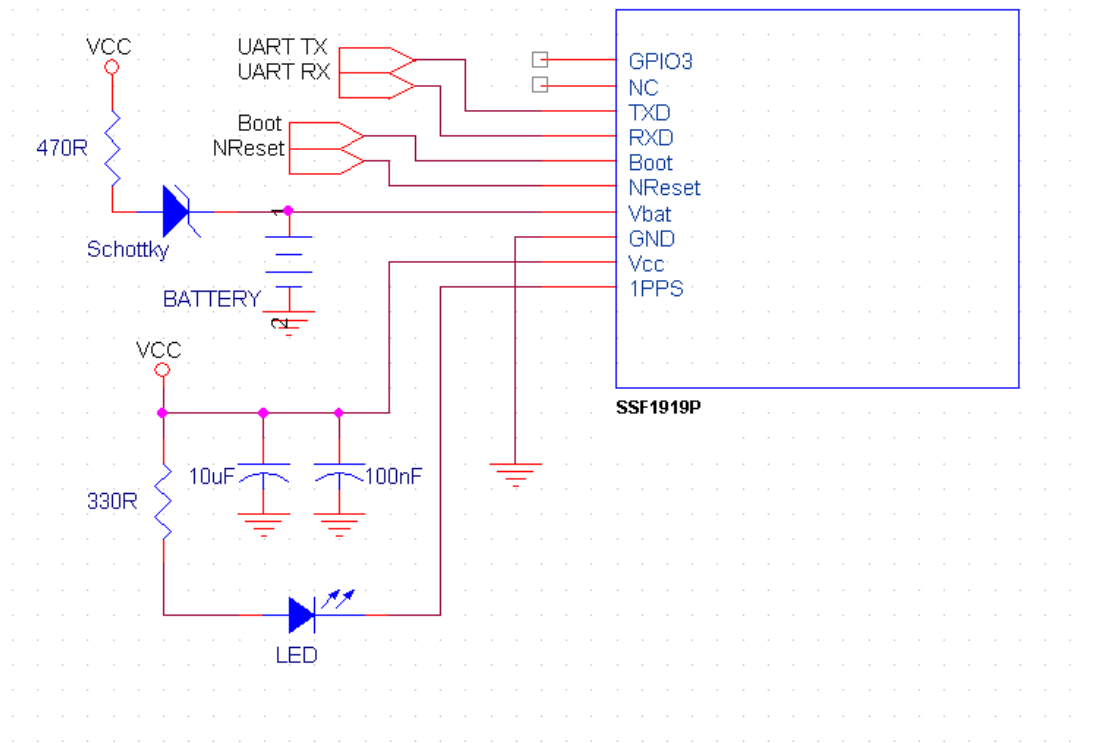 VCC
470R
Schottky
1
BATTERY
2
UART TX
UART RX
Boot
NReset
GPIO3
NC
TXD
RXD
Boot
NReset
Vbat
GND
Vcc
1PPS
SSF1919P
VCC
330R
10uF
100nF
LED